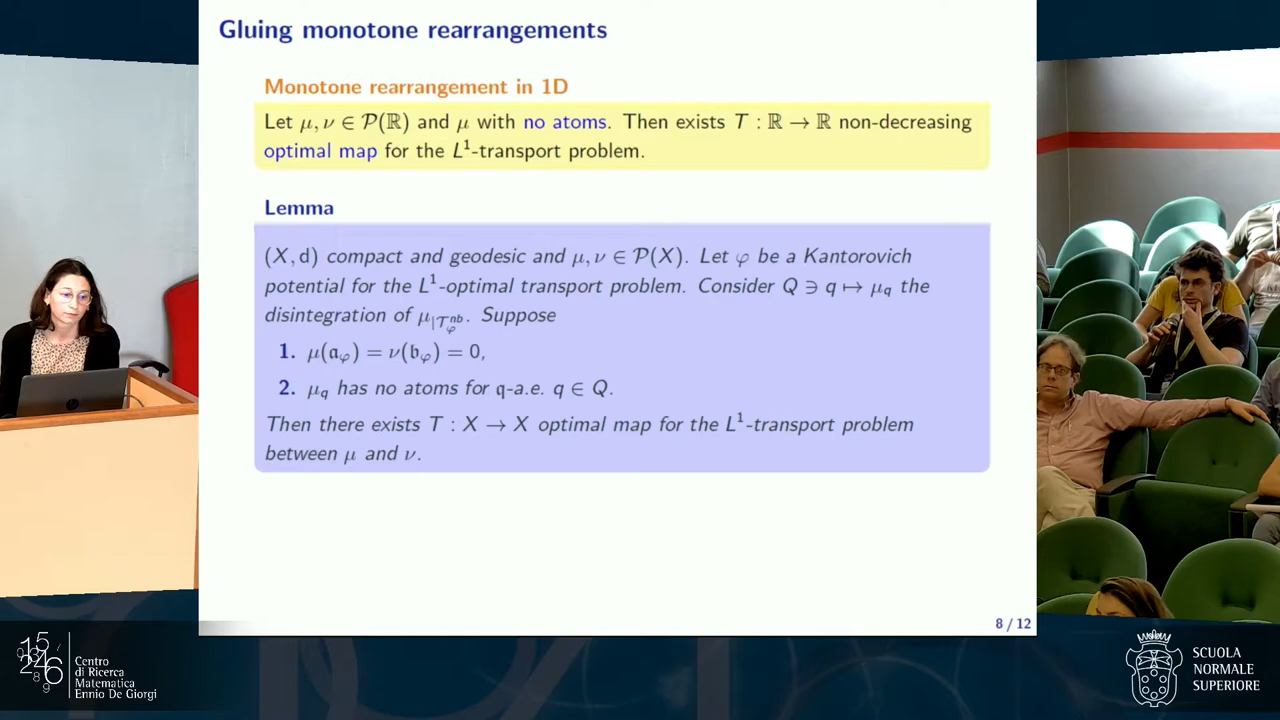 Gluing monotone rearrangements
Monotone rearrangement in 1D
Let μ, ν ∈ 𝒫(ℝ) and μ with no atoms. Then exists T : ℝ → ℝ non-decreasing
optimal map for the L¹-transport problem.
Lemma
(X, d) compact and geodesic and μ, ν ∈ 𝒫(X). Let φ be a Kantorovich
potential for the L¹-optimal transport problem. Consider Q ∋ q ↦ μ_q the
disintegration of μ_{|𝒯_φ^{nb}}. Suppose
1. μ(𝔞_φ) = ν(𝔟_φ) = 0,
2. μ_q has no atoms for 𝔮-a.e. q ∈ Q.
Then there exists T : X → X optimal map for the L¹-transport problem
between μ and ν.
8 / 12
Centro
di Ricerca
Matematica
Ennio De Giorgi
SCUOLA
NORMALE
SUPERIORE